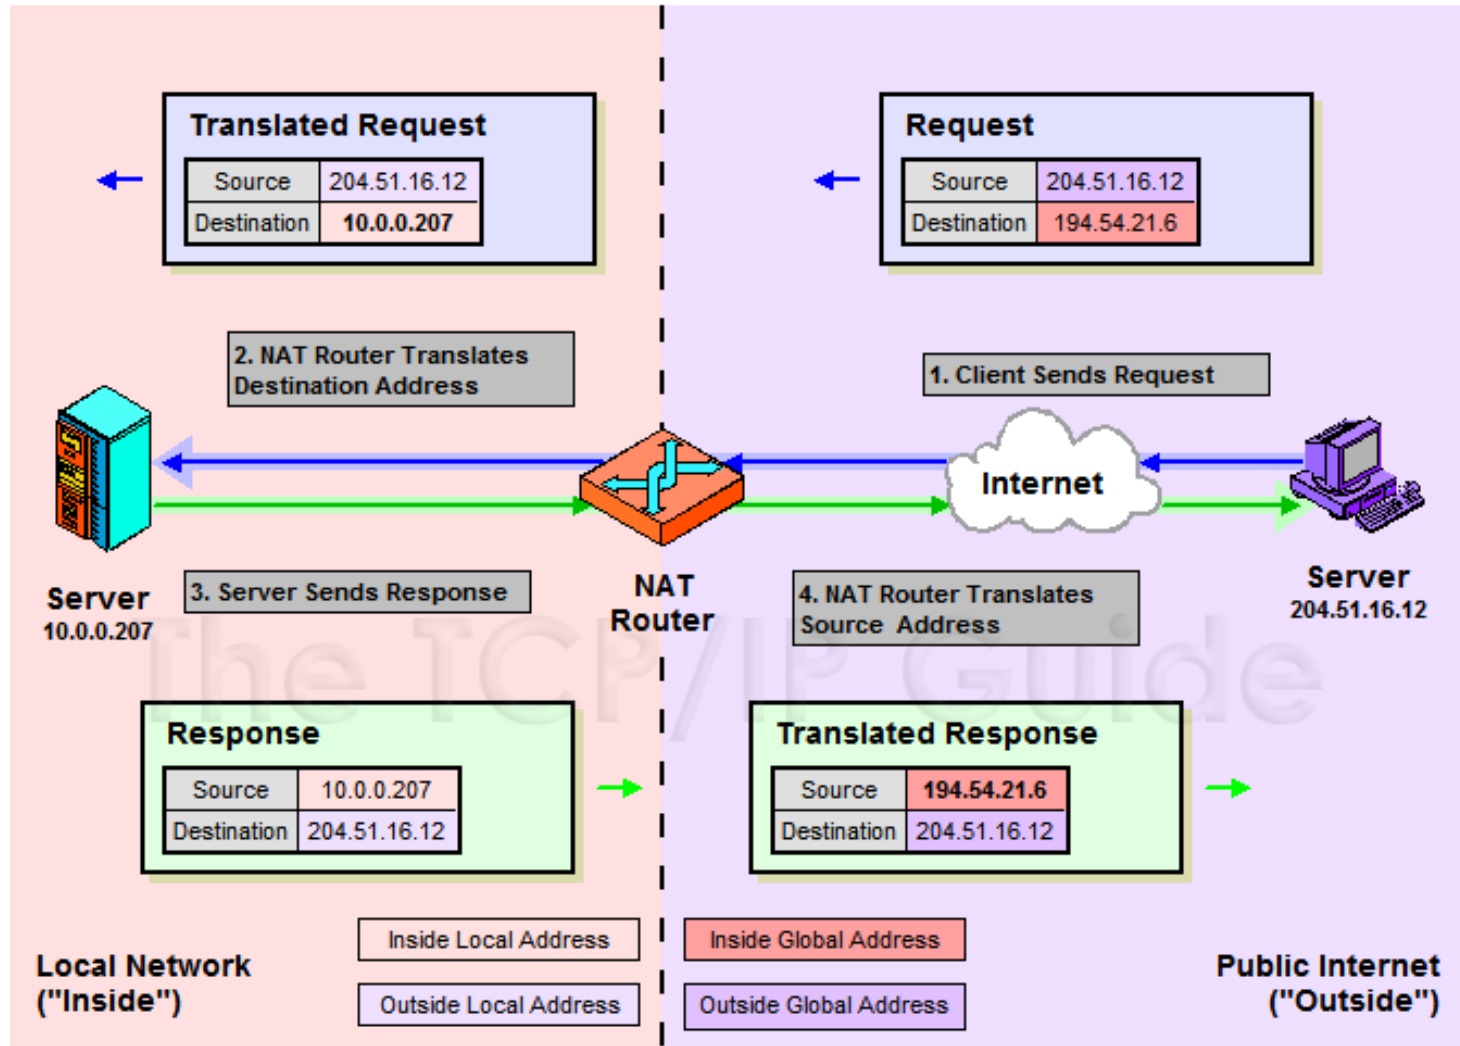 Translated Request
Source 204.51.16.12
Destination 10.0.0.207
Request
Source 204.51.16.12
Destination 194.54.21.6
2. NAT Router Translates
Destination Address
1. Client Sends Request
Internet
Server
10.0.0.207
3. Server Sends Response
NAT
Router
4. NAT Router Translates
Source Address
Server
204.51.16.12
The TCP/IP Guide
Response
Source 10.0.0.207
Destination 204.51.16.12
Translated Response
Source 194.54.21.6
Destination 204.51.16.12
Local Network
("Inside")
Inside Local Address
Outside Local Address
Inside Global Address
Outside Global Address
Public Internet
("Outside")